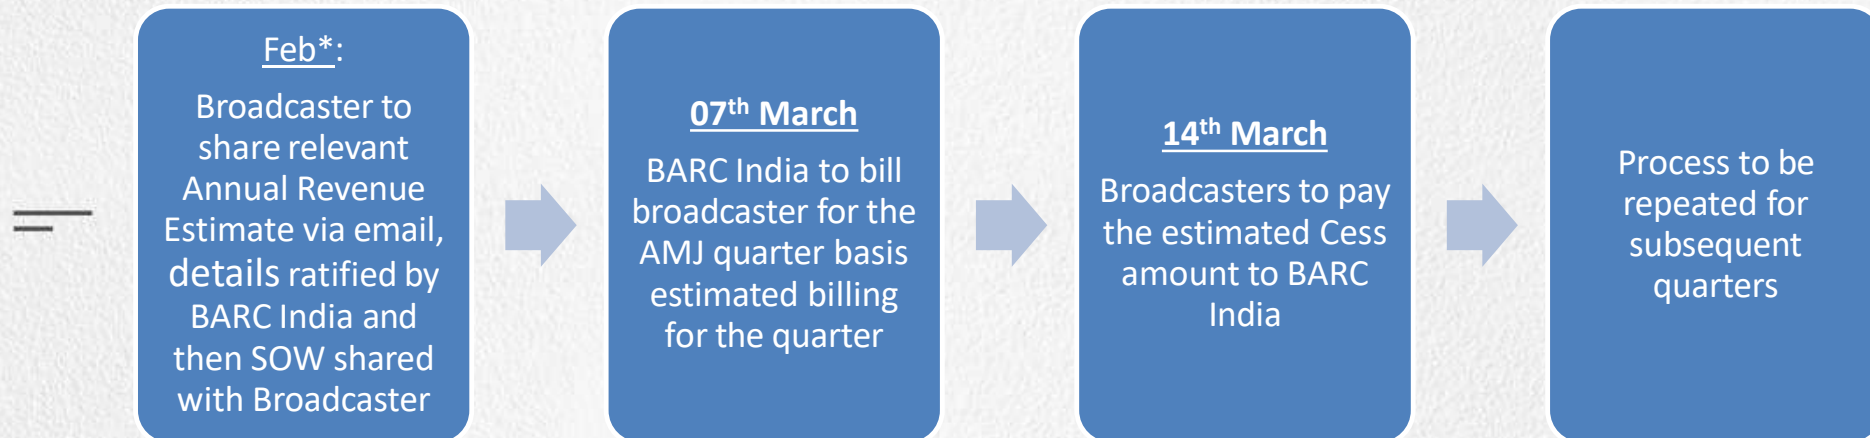 Feb*:
Broadcaster to
share relevant
Annual Revenue
Estimate via email,
details ratified by
BARC India and
then SOW shared
with Broadcaster
07th March
BARC India to bill
broadcaster for the
AMJ quarter basis
estimated billing
for the quarter
14th March
Broadcasters to pay
the estimated Cess
amount to BARC
India
Process to be
repeated for
subsequent
quarters